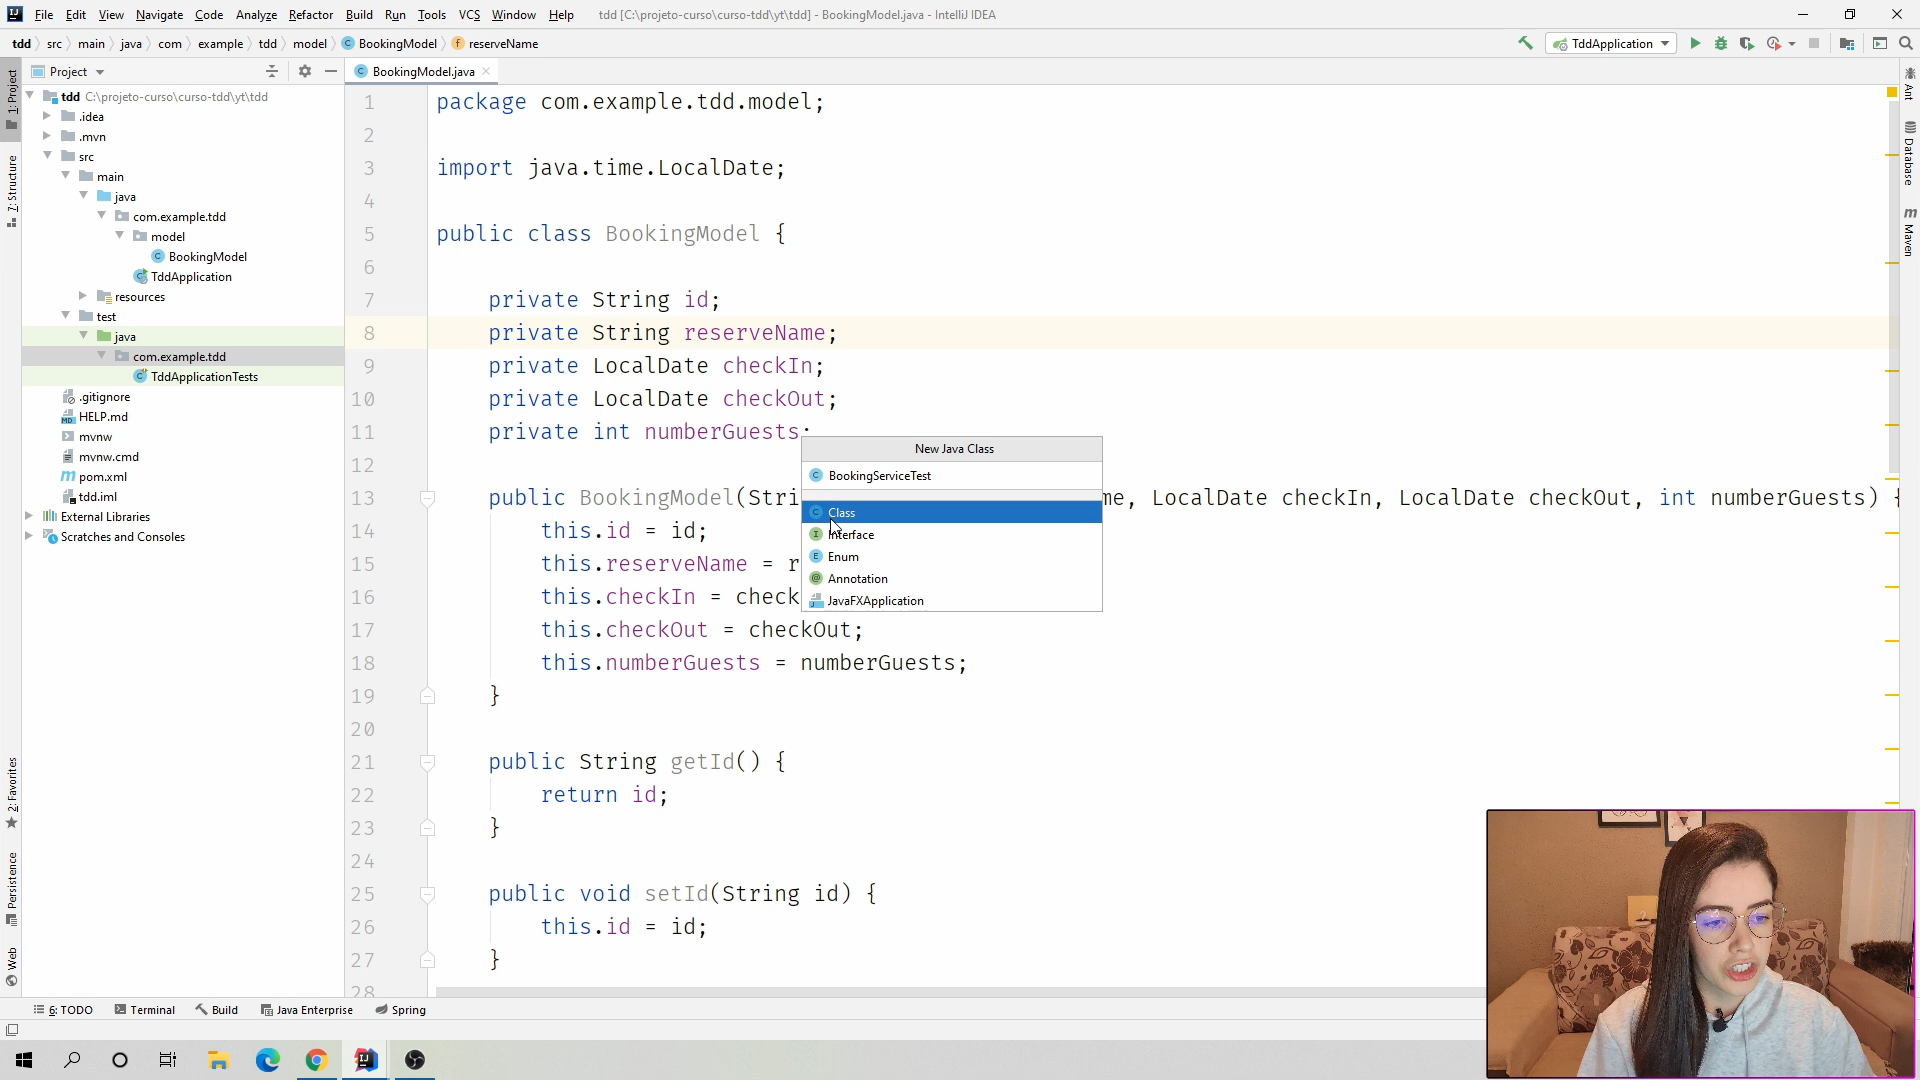 File Edit View Navigate Code Analyze Refactor Build Run Tools VCS Window Help tdd [C:\projeto-curso\curso-tdd\yt\tdd] - BookingModel.java - IntelliJ IDEA
tdd src main java com example tdd model BookingModel reserveName TddApplication
Project
BookingModel.java
1: Project
7: Structure
2: Favorites
Persistence
Web
tdd C:\projeto-curso\curso-tdd\yt\tdd
.idea
.mvn
src
main
java
com.example.tdd
model
BookingModel
TddApplication
resources
test
java
com.example.tdd
TddApplicationTests
.gitignore
HELP.md
mvnw
mvnw.cmd
pom.xml
tdd.iml
External Libraries
Scratches and Consoles
1 package com.example.tdd.model;
2
3 import java.time.LocalDate;
4
5 public class BookingModel {
6
7 private String id;
8 private String reserveName;
9 private LocalDate checkIn;
10 private LocalDate checkOut;
11 private int numberGuests;
12
13 public BookingModel(Stri me, LocalDate checkIn, LocalDate checkOut, int numberGuests) {
14 this.id = id;
15 this.reserveName = r
16 this.checkIn = check
17 this.checkOut = checkOut;
18 this.numberGuests = numberGuests;
19 }
20
21 public String getId() {
22 return id;
23 }
24
25 public void setId(String id) {
26 this.id = id;
27 }
28
New Java Class
BookingServiceTest
Class
Interface
Enum
Annotation
JavaFXApplication
Ant
Database
Maven
6: TODO Terminal Build Java Enterprise Spring